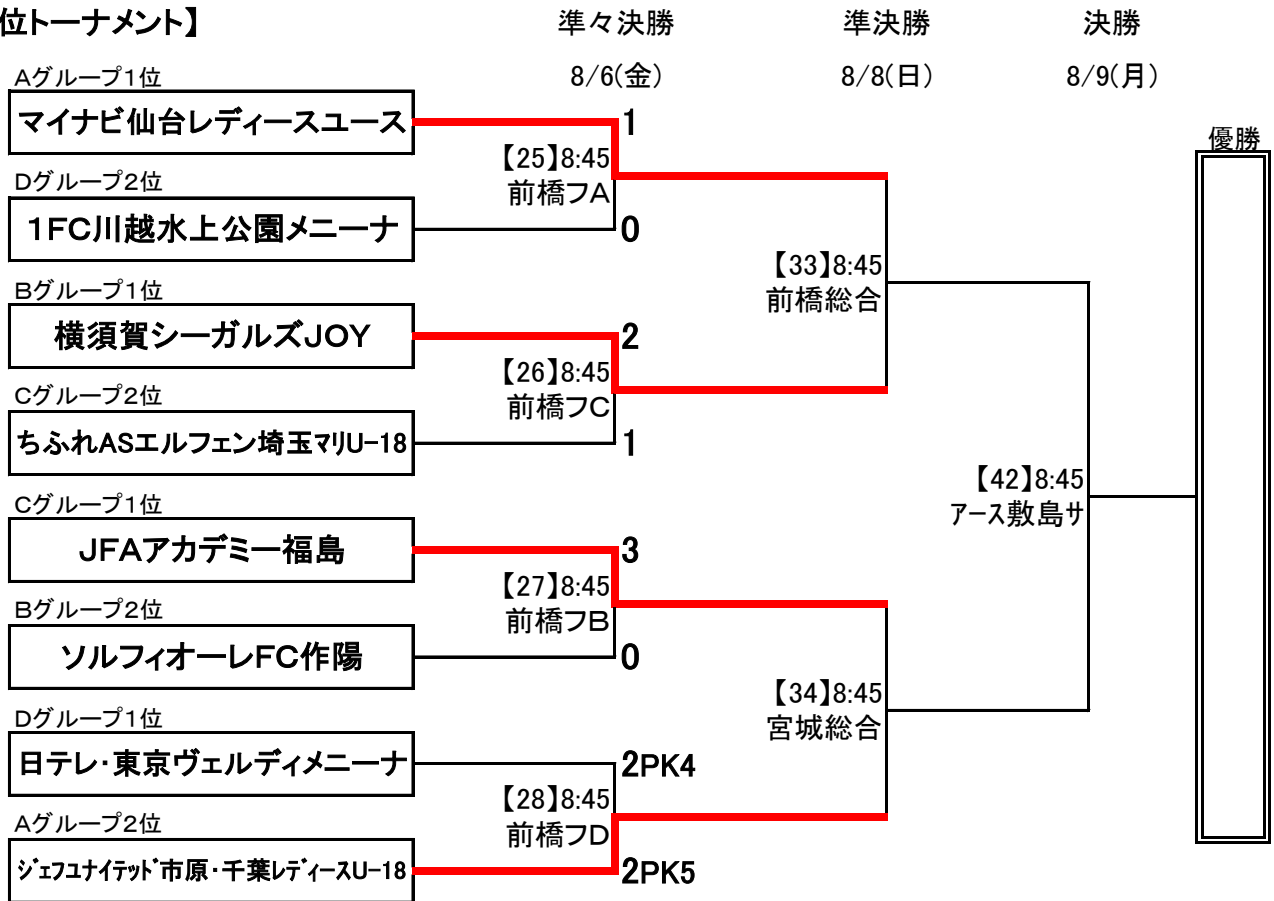 位トーナメント】
準々決勝
準決勝
決勝
8/6(金)
8/8(日)
8/9(月)
優勝
Aグループ1位
マイナビ仙台レディースユース
1
【25】8:45
前橋フA
Dグループ2位
1FC川越水上公園メニーナ
0
【33】8:45
前橋総合
Bグループ1位
横須賀シーガルズJOY
2
【26】8:45
前橋フC
Cグループ2位
ちふれASエルフェン埼玉マリU-18
1
【42】8:45
アース敷島サ
Cグループ1位
JFAアカデミー福島
3
【27】8:45
前橋フB
Bグループ2位
ソルフィオーレFC作陽
0
【34】8:45
宮城総合
Dグループ1位
日テレ・東京ヴェルディメニーナ
2PK4
【28】8:45
前橋フD
Aグループ2位
ジェフユナイテッド市原・千葉レディースU-18
2PK5